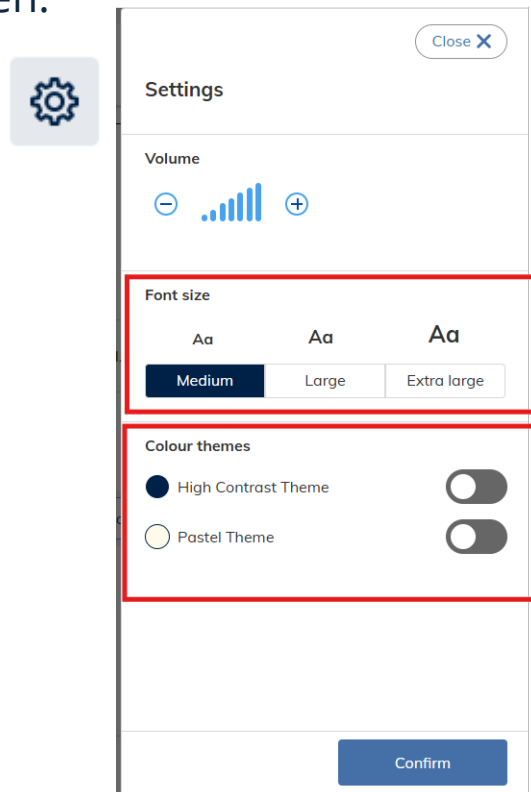 Close
Settings
Volume
Font size
Aa Aa Aa
Medium Large Extra large
Colour themes
High Contrast Theme
Pastel Theme
Confirm